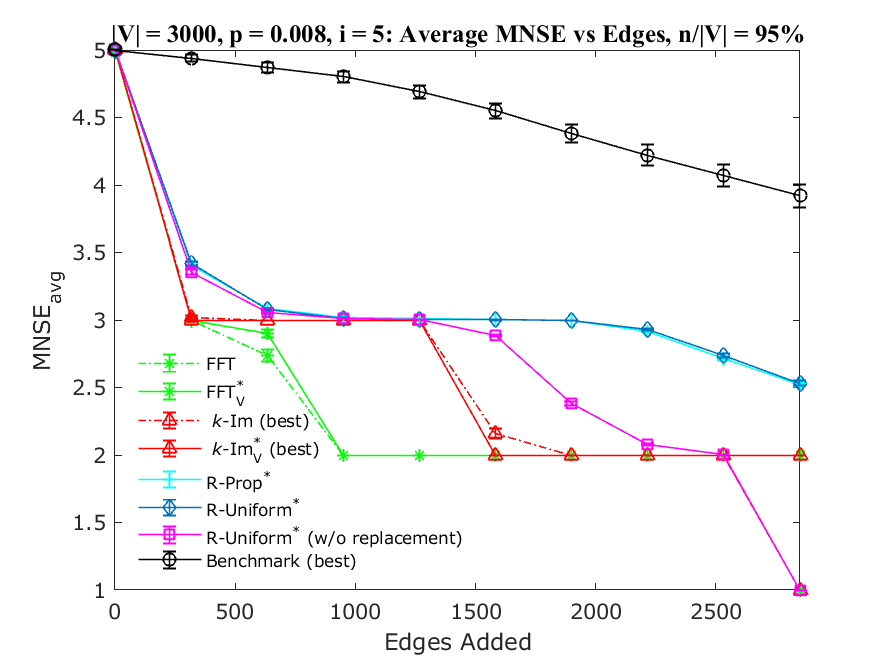 |V| = 3000, p = 0.008, i = 5: Average MNSE vs Edges, n/|V| = 95%
5
4.5
4
3.5
3
2.5
2
1.5
1
MNSE_avg
FFT
FFT*_V
k-Im (best)
k-Im*_V (best)
R-Prop*
R-Uniform*
R-Uniform* (w/o replacement)
Benchmark (best)
0 500 1000 1500 2000 2500
Edges Added